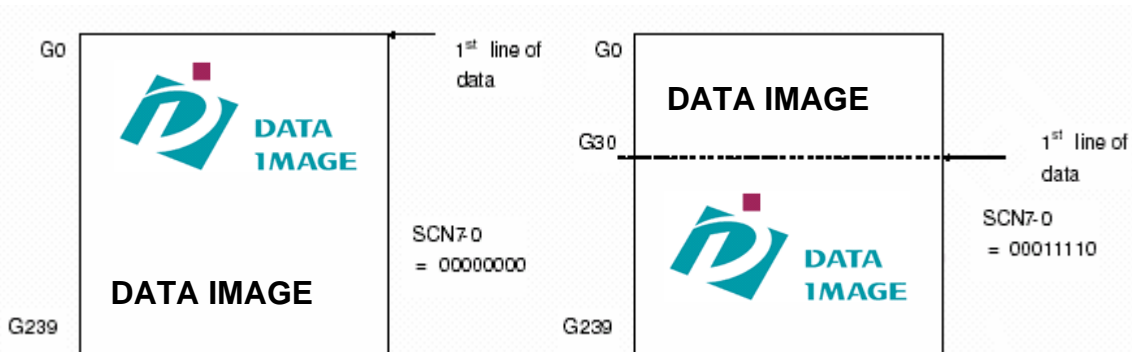 G0
1st line of
data
DATA
IMAGE
SCN7-0
= 00000000
DATA IMAGE
G239
G0
DATA IMAGE
G30
1st line of
data
SCN7-0
= 00011110
DATA
IMAGE
G239